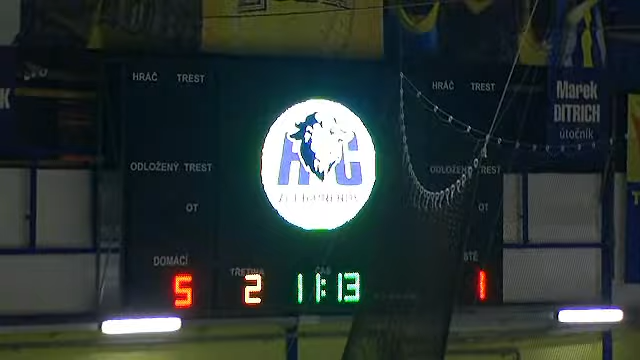 HRÁČ TREST
HRÁČ TREST
Marek
DITRICH
útočník
ODLOŽENÝ TREST
ODLOŽENÝ TREST
OT
OT
DOMÁCÍ
TŘETINA
ČAS
5
2
11:13
1